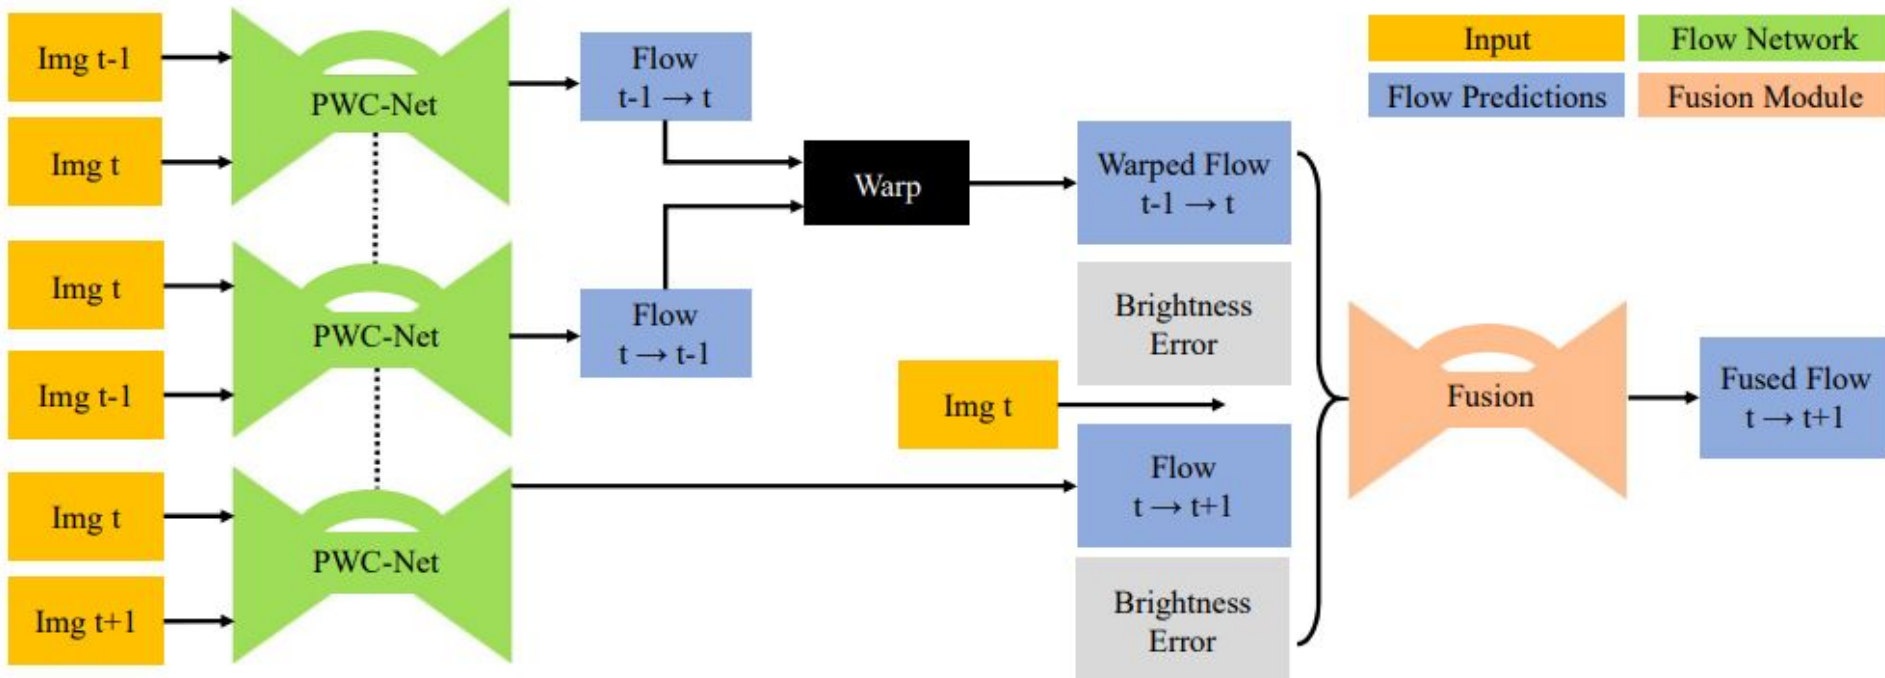 Img t-1
Img t
PWC-Net
Flow
t-1 → t
Img t
Img t-1
PWC-Net
Flow
t → t-1
Img t
Img t+1
PWC-Net
Warp
Warped Flow
t-1 → t
Brightness
Error
Img t
Flow
t → t+1
Brightness
Error
Fusion
Fused Flow
t → t+1
Input
Flow Network
Flow Predictions
Fusion Module